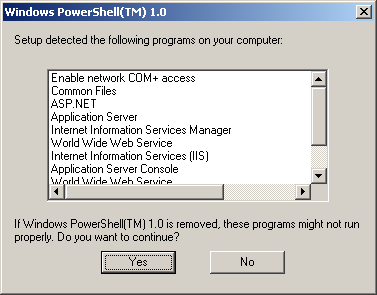 Windows PowerShell(TM) 1.0
Setup detected the following programs on your computer:
Enable network COM+ access
Common Files
ASP.NET
Application Server
Internet Information Services Manager
World Wide Web Service
Internet Information Services (IIS)
Application Server Console
World Wide Web Service
If Windows PowerShell(TM) 1.0 is removed, these programs might not run
properly. Do you want to continue?
Yes
No